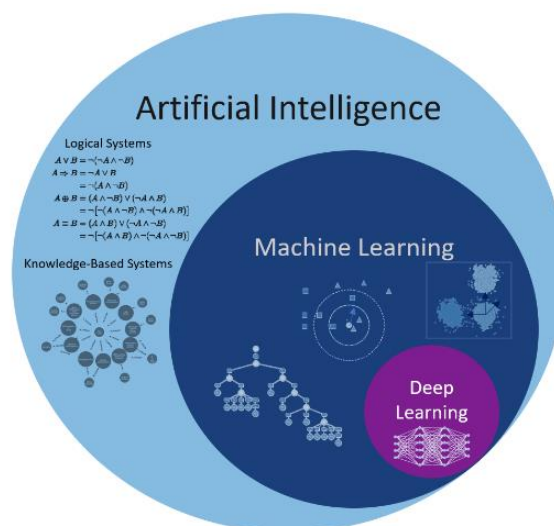 Artificial Intelligence
Logical Systems
A ∨ B = ¬(¬A ∧ ¬B)
A ⇒ B = ¬A ∨ B
= ¬(A ∧ ¬B)
A ⊕ B = (A ∧ ¬B) ∨ (¬A ∧ B)
= ¬[¬(A ∧ ¬B) ∧ ¬(¬A ∧ B)]
A ≡ B = (A ∧ B) ∨ (¬A ∧ ¬B)
= ¬[¬(A ∧ B) ∧ ¬(¬A ∧ ¬B)]
Knowledge-Based Systems
Machine Learning
Deep
Learning